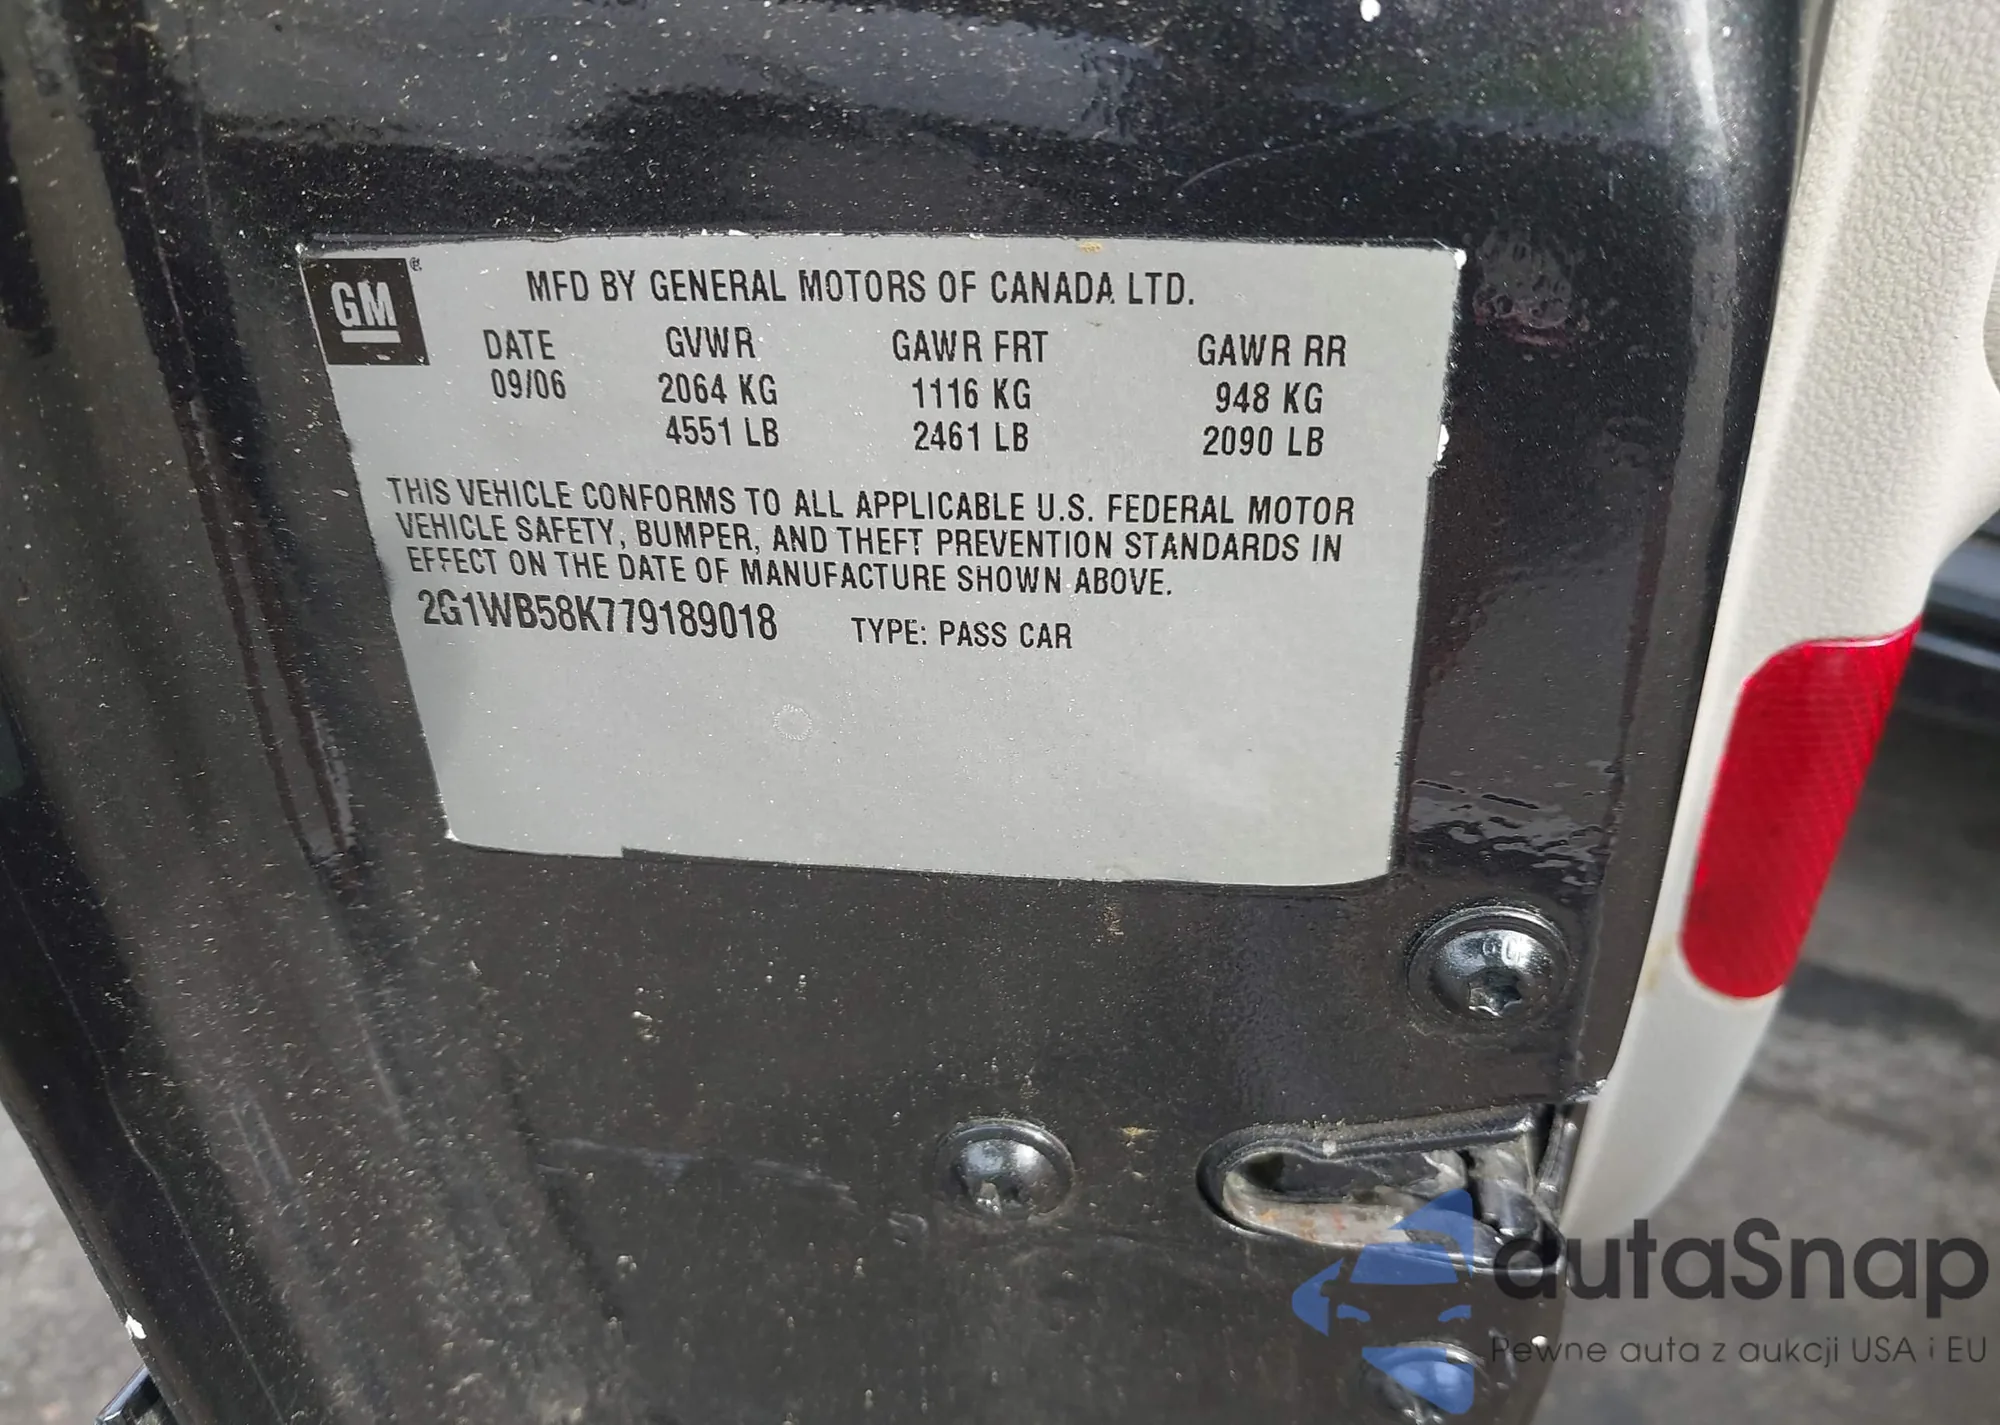 GM
MFD BY GENERAL MOTORS OF CANADA LTD.
DATE GVWR GAWR FRT GAWR RR
09/06 2064 KG 1116 KG 948 KG
4551 LB 2461 LB 2090 LB
THIS VEHICLE CONFORMS TO ALL APPLICABLE U.S. FEDERAL MOTOR
VEHICLE SAFETY, BUMPER, AND THEFT PREVENTION STANDARDS IN
EFFECT ON THE DATE OF MANUFACTURE SHOWN ABOVE.
2G1WB58K779189018 TYPE: PASS CAR
autaSnap
Pewne auta z aukcji USA i EU